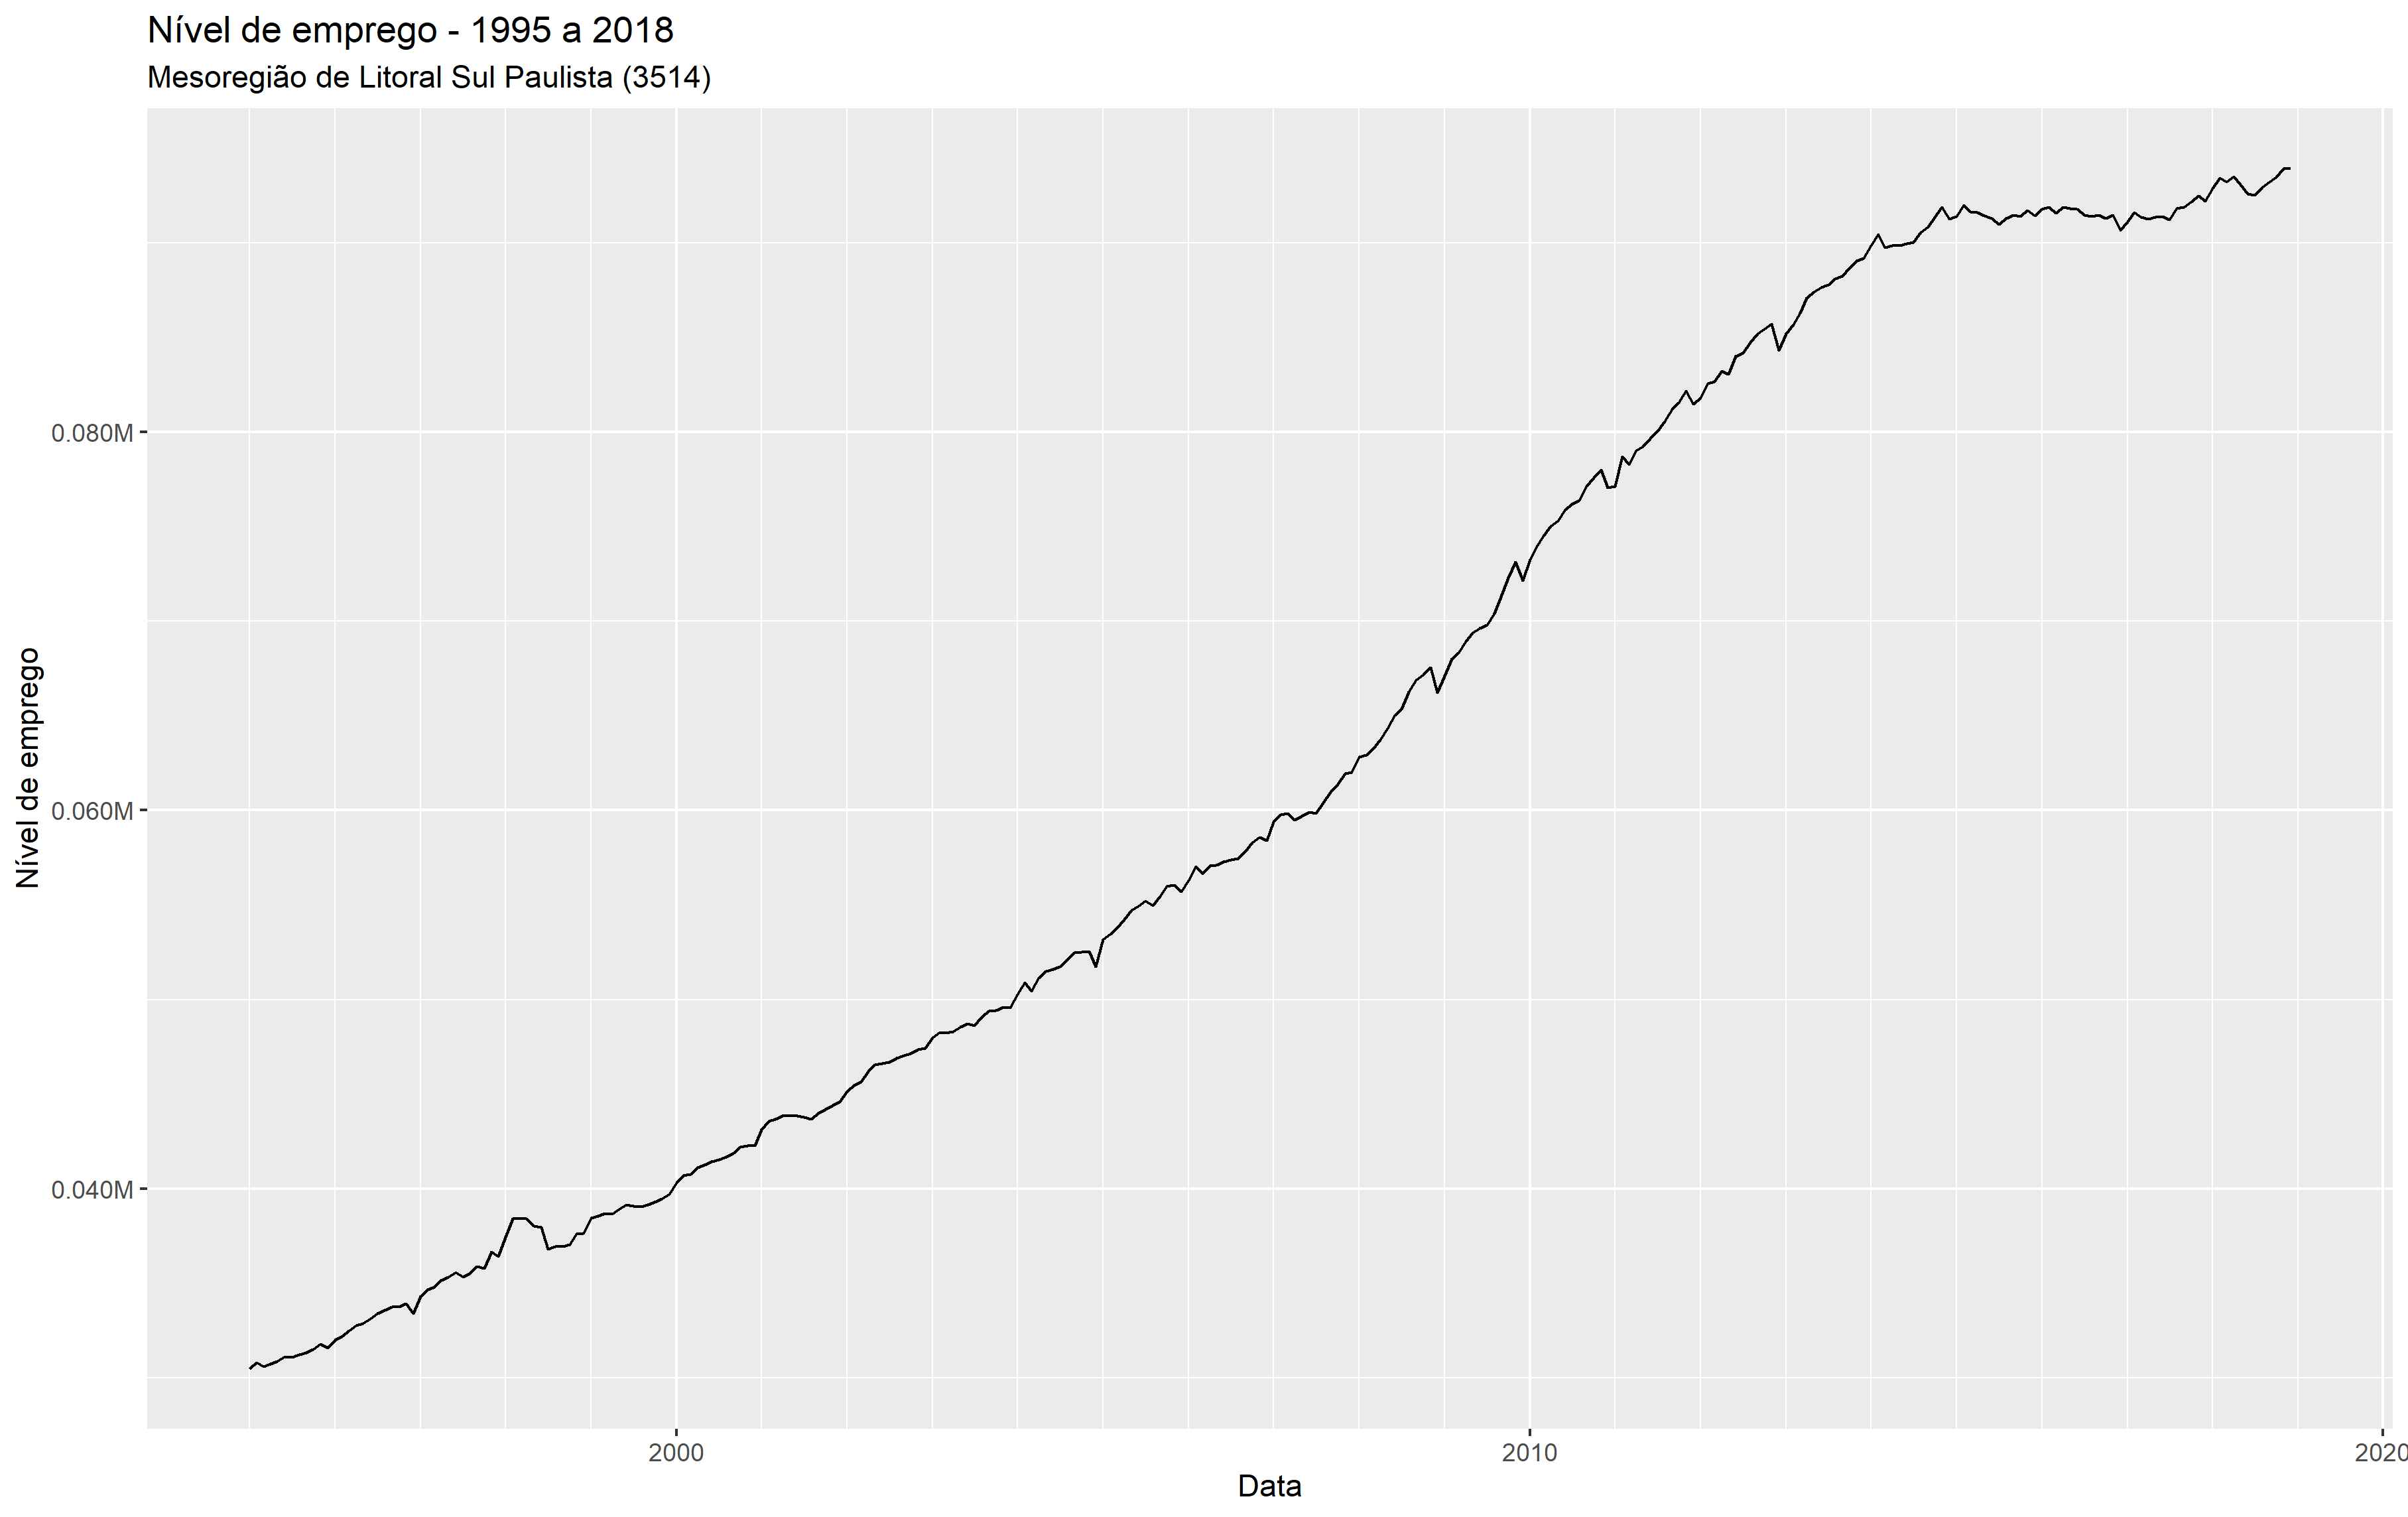 Nível de emprego - 1995 a 2018
Mesoregião de Litoral Sul Paulista (3514)
Nível de emprego
0.080M
0.060M
0.040M
2000
2010
2020
Data